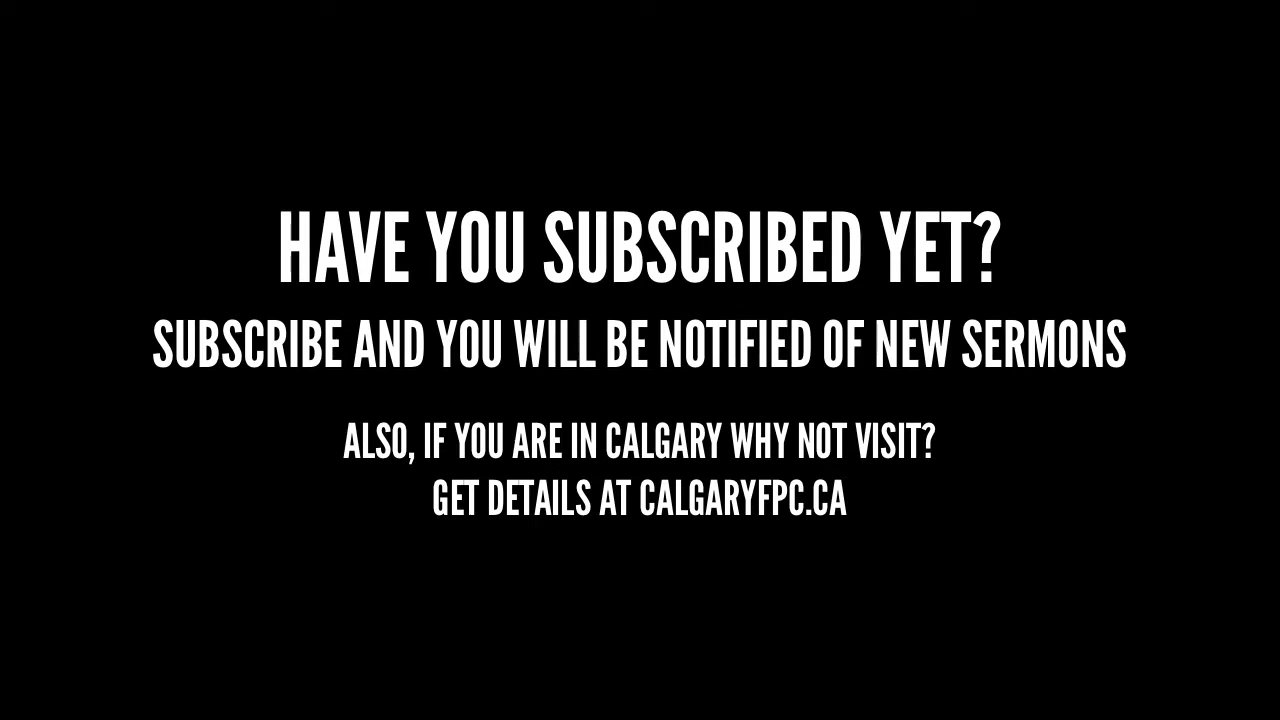 HAVE YOU SUBSCRIBED YET?
SUBSCRIBE AND YOU WILL BE NOTIFIED OF NEW SERMONS
ALSO, IF YOU ARE IN CALGARY WHY NOT VISIT?
GET DETAILS AT CALGARYFPC.CA